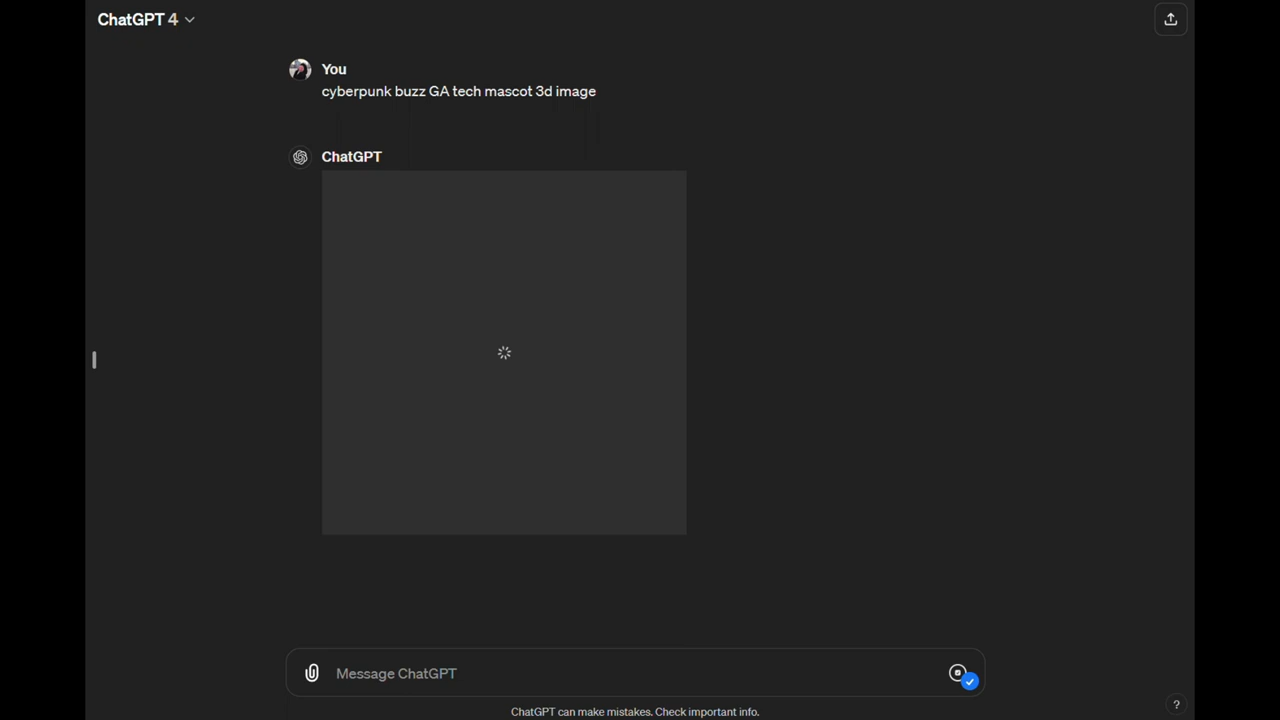 ChatGPT 4
You
cyberpunk buzz GA tech mascot 3d image
ChatGPT
Message ChatGPT
ChatGPT can make mistakes. Check important info.
?